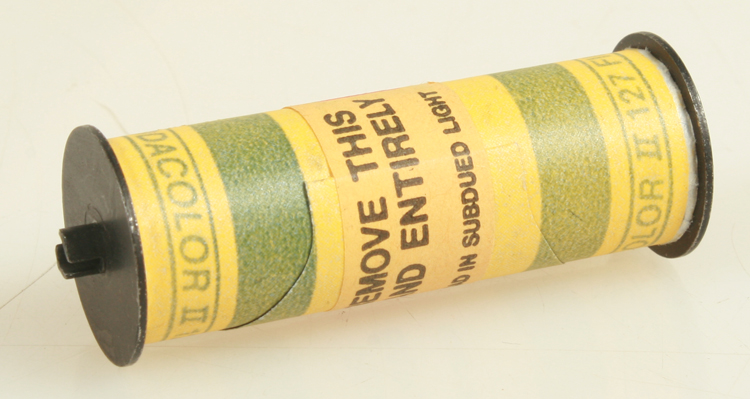 DACOLOR II
EMOVE THIS
ND ENTIRELY
D IN SUBDUED LIGHT
OLOR II 127 F